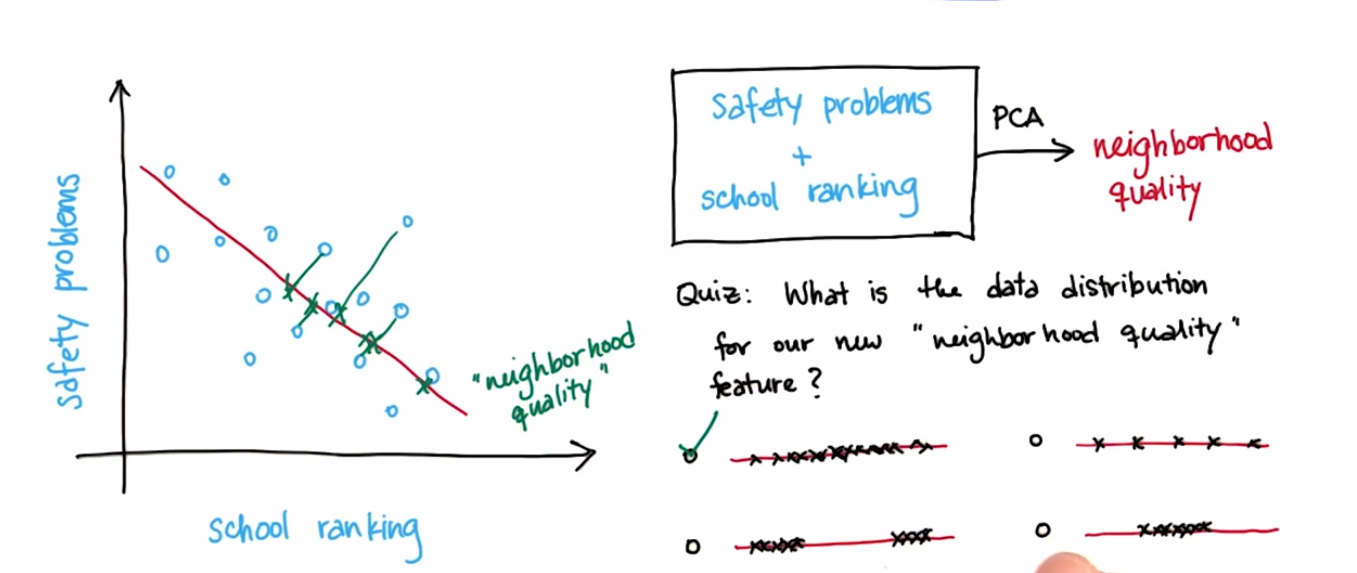 safety problems
school ranking
"neighborhood
quality"
safety problems
+
school ranking
PCA
neighborhood
quality
Quiz: What is the data distribution
for our new "neighborhood quality"
feature?